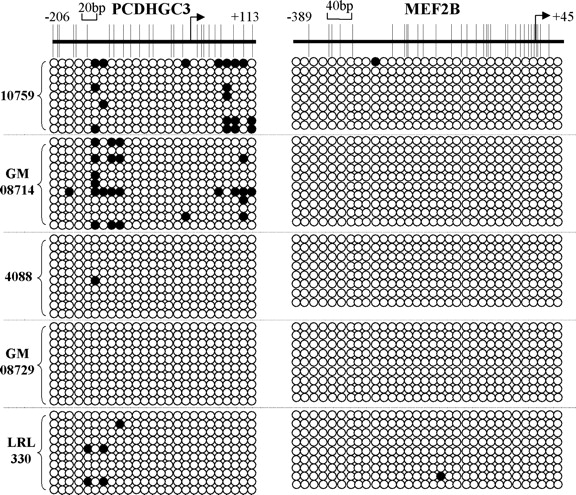 20bp PCDHGC3 MEF2B
-206 +113 -389 40bp +45
10759
GM
08714
4088
GM
08729
LRL
330